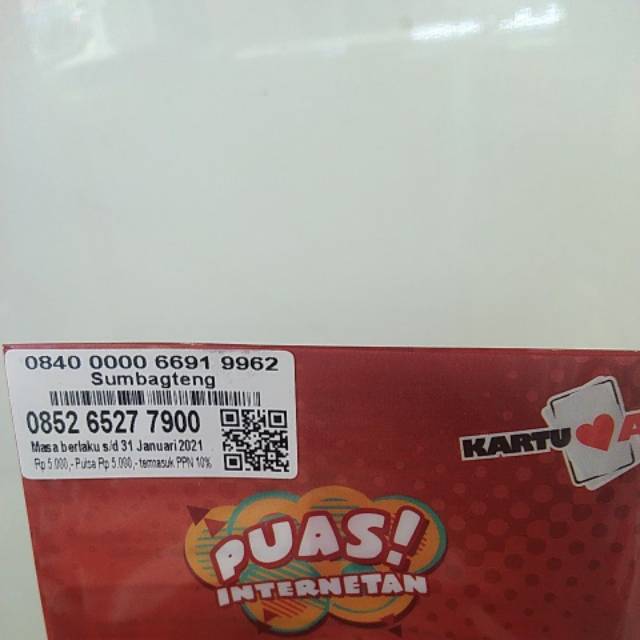 0840 0000 6691 9962
Sumbagteng
0852 6527 7900
Masa berlaku s/d 31 Januari 2021
Rp 5.000,- Pulsa Rp 5.000,- termasuk PPN 10%
KARTU A
PUAS!
INTERNETAN